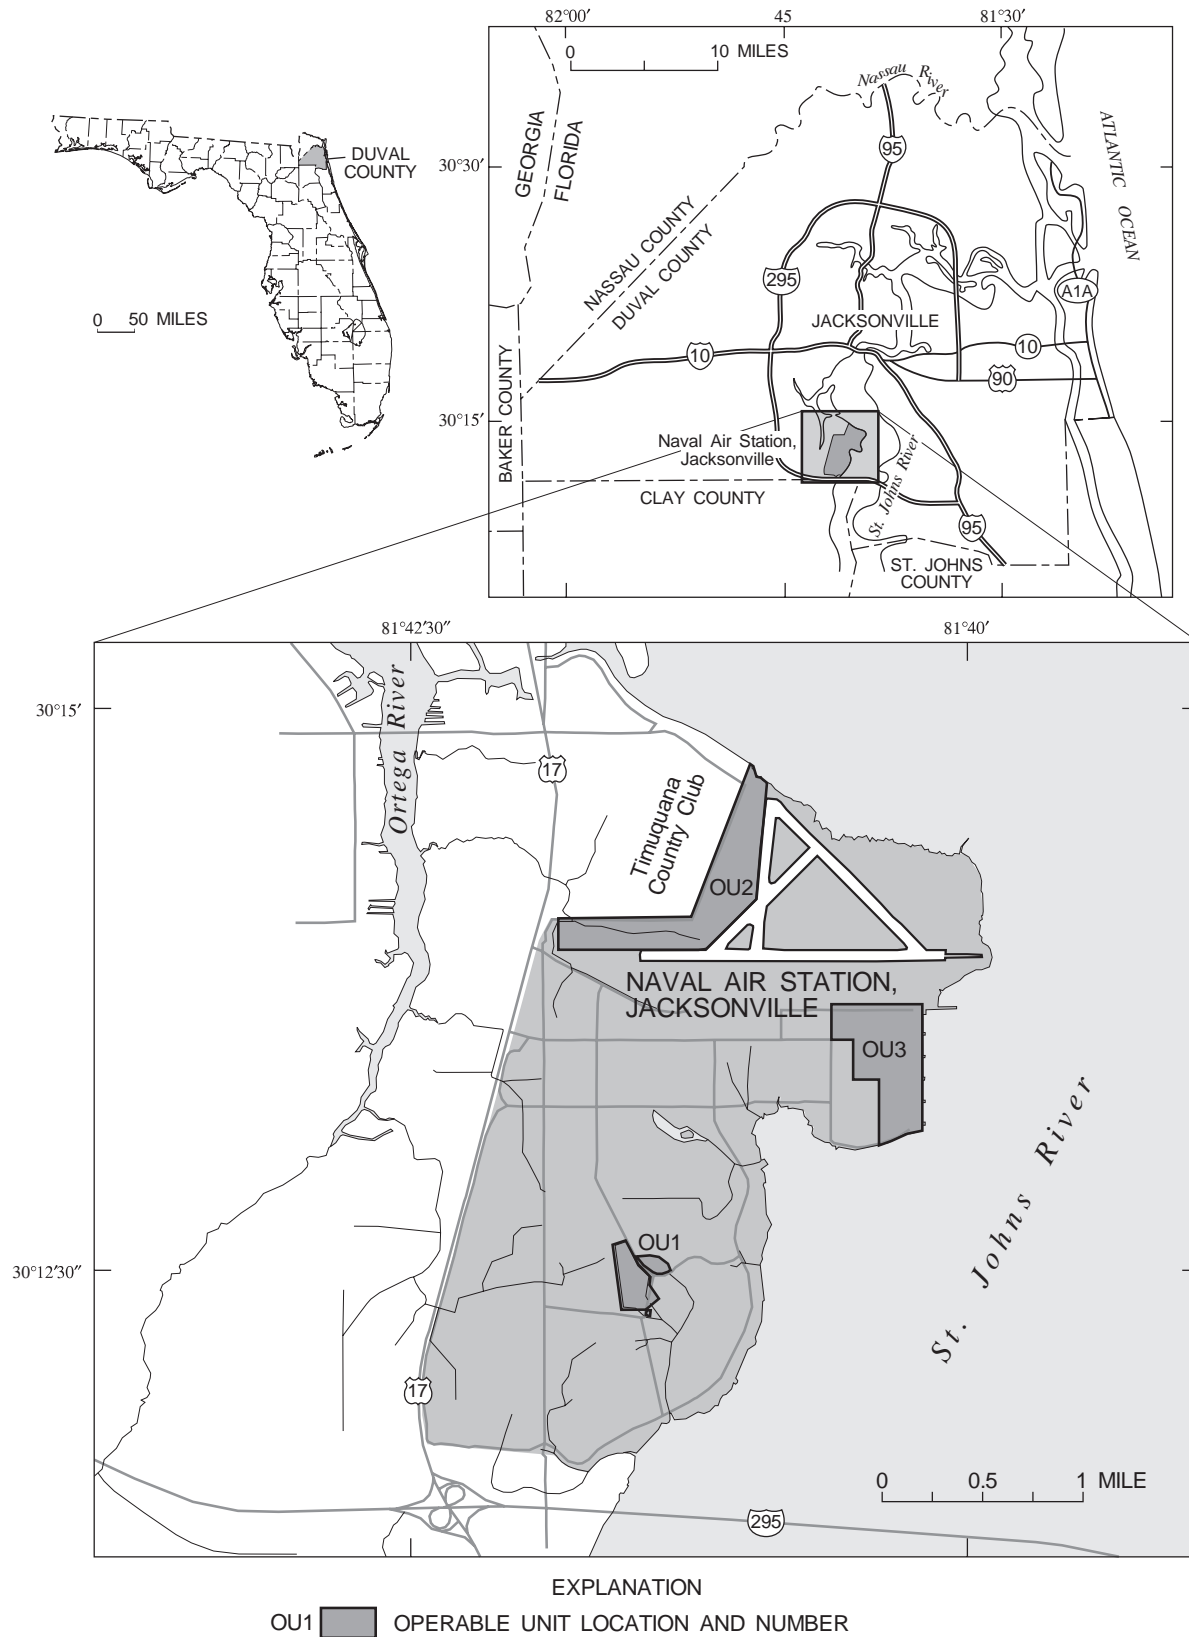 82°00′
45
81°30′
0
10 MILES
Nassau River
GEORGIA
FLORIDA
95
ATLANTIC OCEAN
30°30′
DUVAL
COUNTY
NASSAU COUNTY
DUVAL COUNTY
295
A1A
0 50 MILES
JACKSONVILLE
10
10
90
30°15′
BAKER COUNTY
Naval Air Station,
Jacksonville
St. Johns River
CLAY COUNTY
95
ST. JOHNS
COUNTY
81°42′30″
81°40′
30°15′
Ortega River
17
Timuquana
Country Club
OU2
NAVAL AIR STATION,
JACKSONVILLE
OU3
St. Johns River
OU1
30°12′30″
17
0 0.5 1 MILE
295
EXPLANATION
OU1 OPERABLE UNIT LOCATION AND NUMBER